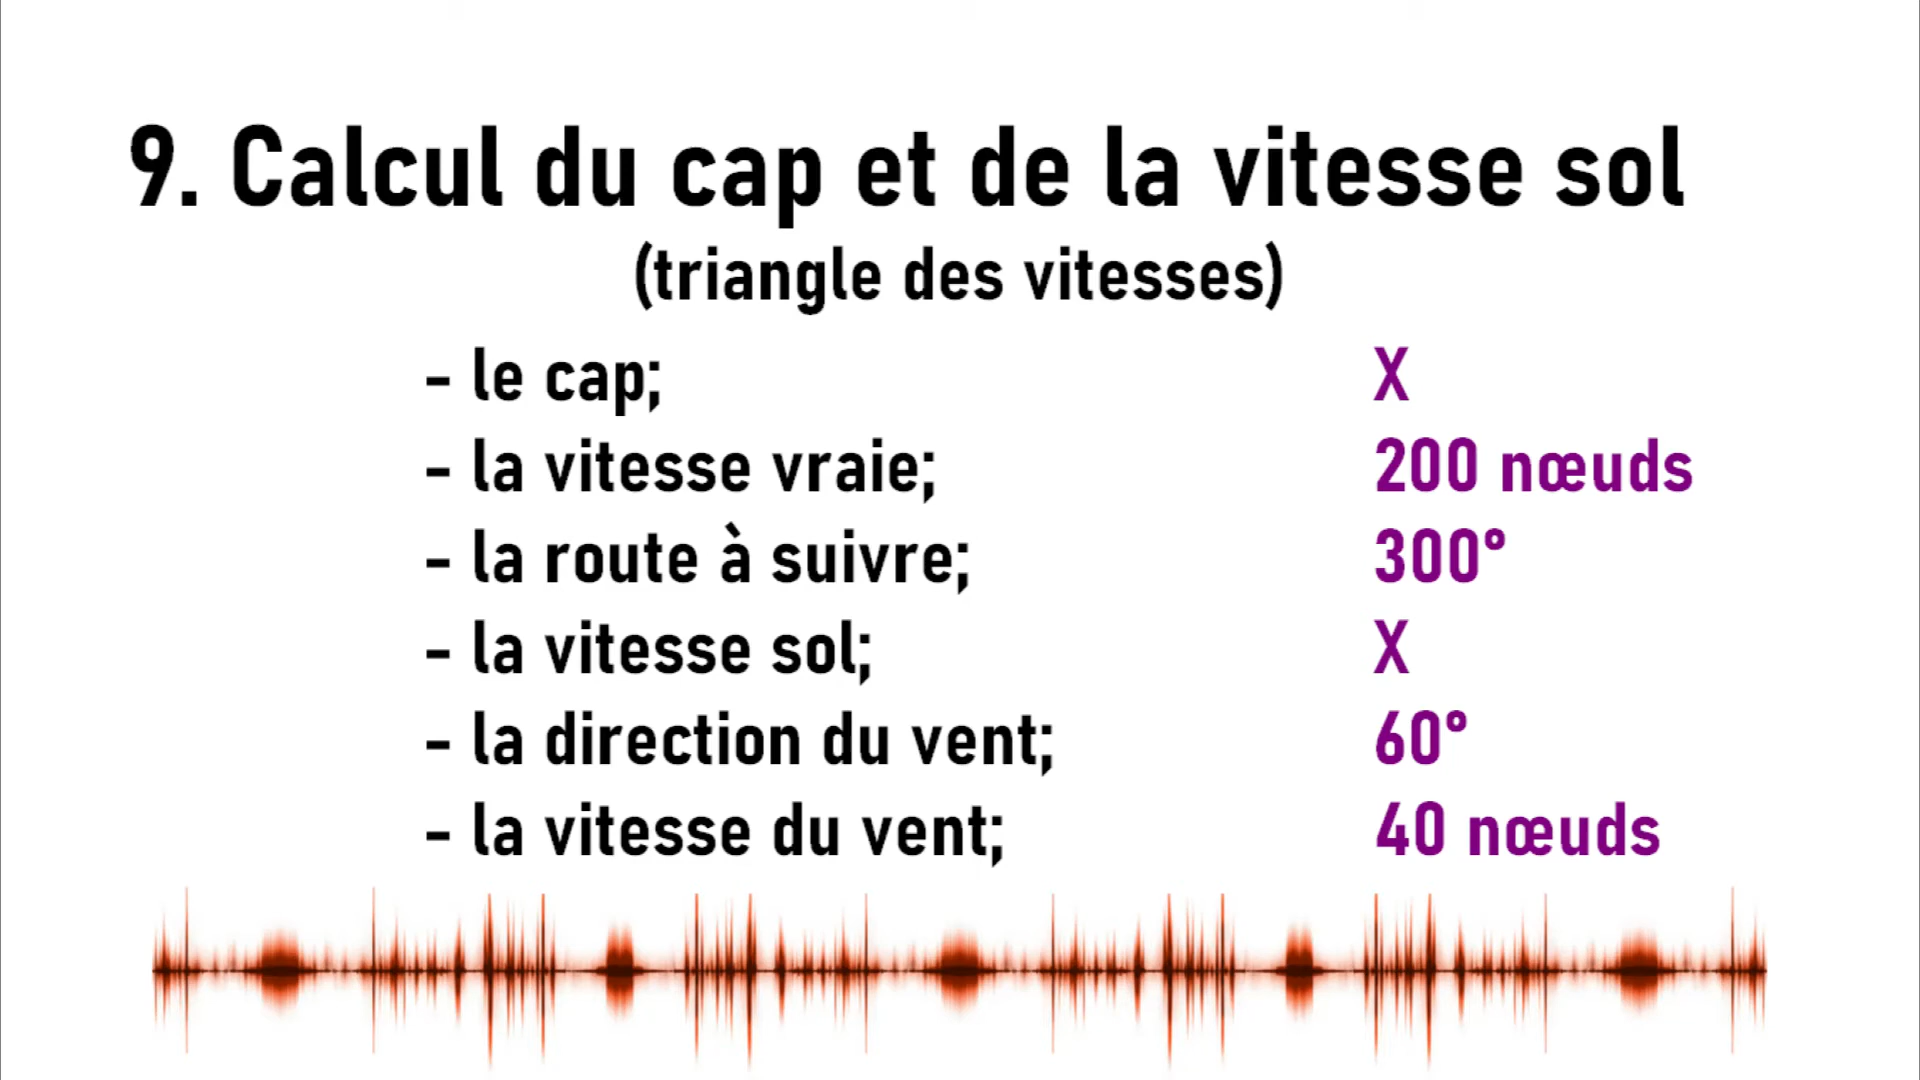 9. Calcul du cap et de la vitesse sol
(triangle des vitesses)
- le cap; X
- la vitesse vraie; 200 nœuds
- la route à suivre; 300°
- la vitesse sol; X
- la direction du vent; 60°
- la vitesse du vent; 40 nœuds